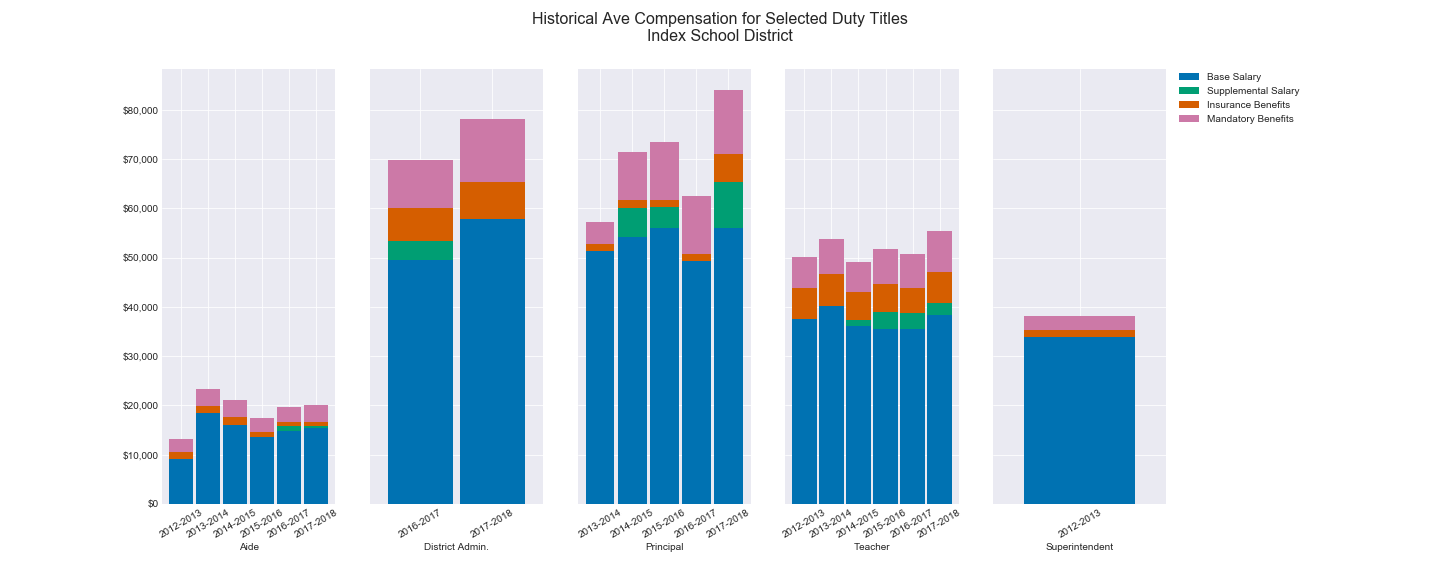 Historical Ave Compensation for Selected Duty Titles
Index School District
Base Salary
Supplemental Salary
Insurance Benefits
Mandatory Benefits
$80,000
$70,000
$60,000
$50,000
$40,000
$30,000
$20,000
$10,000
$0
2012-2013
2013-2014
2014-2015
2015-2016
2016-2017
2017-2018
Aide
2016-2017
2017-2018
District Admin.
2013-2014
2014-2015
2015-2016
2016-2017
2017-2018
Principal
2012-2013
2013-2014
2014-2015
2015-2016
2016-2017
2017-2018
Teacher
2012-2013
Superintendent